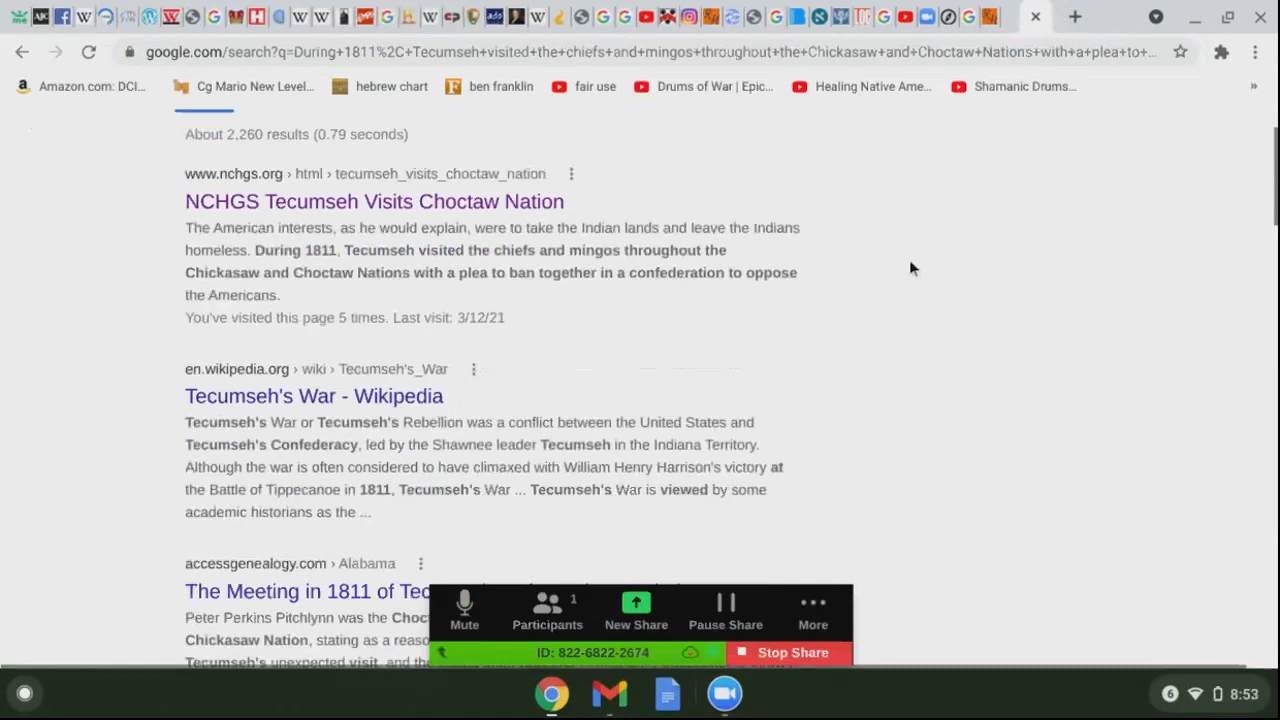 google.com/search?q=During+1811%2C+Tecumseh+visited+the+chiefs+and+mingos+throughout+the+Chickasaw+and+Choctaw+Nations+with+a+plea+to+...
Amazon.com: DCI...
Cg Mario New Level...
hebrew chart
ben franklin
fair use
Drums of War | Epic...
Healing Native Ame...
Shamanic Drums...
»
About 2,260 results (0.79 seconds)
www.nchgs.org › html › tecumseh_visits_choctaw_nation
NCHGS Tecumseh Visits Choctaw Nation
The American interests, as he would explain, were to take the Indian lands and leave the Indians
homeless. During 1811, Tecumseh visited the chiefs and mingos throughout the
Chickasaw and Choctaw Nations with a plea to ban together in a confederation to oppose
the Americans.
You've visited this page 5 times. Last visit: 3/12/21
en.wikipedia.org › wiki › Tecumseh's_War
Tecumseh's War - Wikipedia
Tecumseh's War or Tecumseh's Rebellion was a conflict between the United States and
Tecumseh's Confederacy, led by the Shawnee leader Tecumseh in the Indiana Territory.
Although the war is often considered to have climaxed with William Henry Harrison's victory at
the Battle of Tippecanoe in 1811, Tecumseh's War ... Tecumseh's War is viewed by some
academic historians as the ...
accessgenealogy.com › Alabama
The Meeting in 1811 of Tec
Peter Perkins Pitchlynn was the Choc
Chickasaw Nation, stating as a reaso
Tecumseh's unexpected visit, and the
1
Mute
Participants
New Share
Pause Share
More
ID: 822-6822-2674
Stop Share
6
8:53